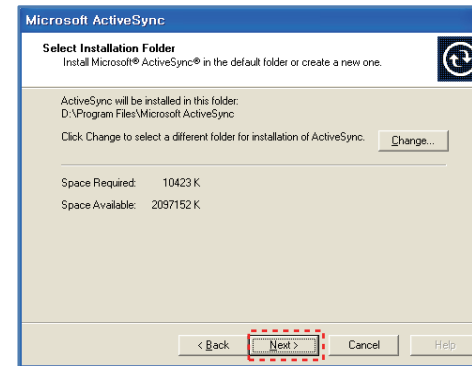 Microsoft ActiveSync
Select Installation Folder
Install Microsoft® ActiveSync® in the default folder or create a new one.
ActiveSync will be installed in this folder:
D:\Program Files\Microsoft ActiveSync
Click Change to select a different folder for installation of ActiveSync.
Change...
Space Required: 10423 K
Space Available: 2097152 K
< Back Next > Cancel Help